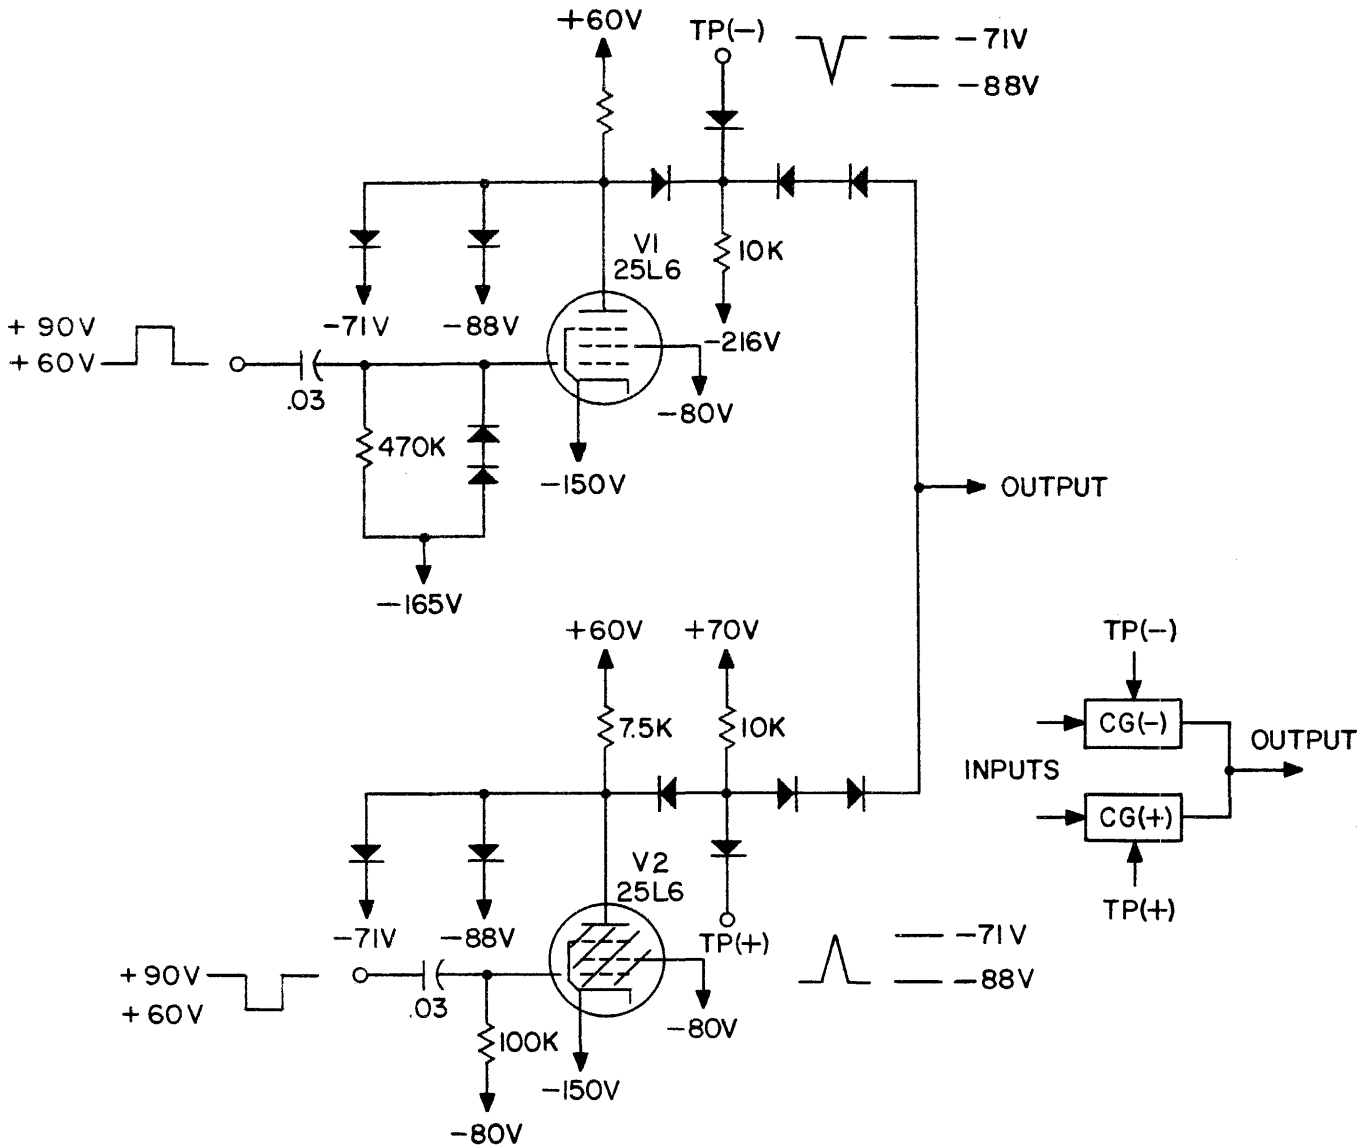 +60V
TP(−)
−71V
−88V
V1
25L6
10K
+90V
+60V
−71V
−88V
−216V
.03
−80V
470K
−150V
OUTPUT
−165V
+60V
+70V
TP(−)
7.5K
10K
CG(−)
OUTPUT
INPUTS
CG(+)
V2
25L6
TP(+)
−71V
−88V
TP(+)
−71V
+90V
−88V
+60V
.03
−80V
100K
−150V
−80V